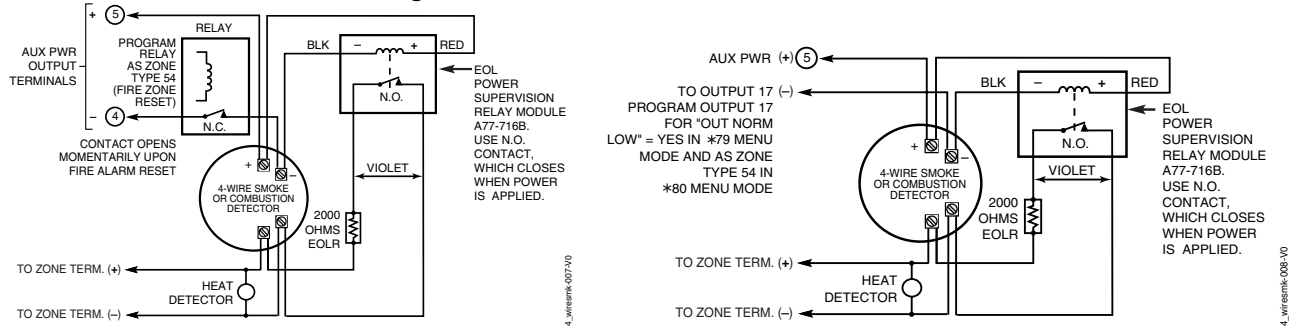 + 5
RELAY
AUX PWR
OUTPUT
TERMINALS
PROGRAM
RELAY
AS ZONE
TYPE 54
(FIRE ZONE
RESET)
– 4
N.C.
CONTACT OPENS
MOMENTARILY UPON
FIRE ALARM RESET
BLK
– +
RED
N.O.
EOL
POWER
SUPERVISION
RELAY MODULE
A77-716B.
USE N.O.
CONTACT,
WHICH CLOSES
WHEN POWER
IS APPLIED.
+ –
4-WIRE SMOKE
OR COMBUSTION
DETECTOR
VIOLET
2000
OHMS
EOLR
TO ZONE TERM. (+)
HEAT
DETECTOR
TO ZONE TERM. (–)
4_wiresmk-007-V0
AUX PWR (+) 5
TO OUTPUT 17 (–)
PROGRAM OUTPUT 17
FOR "OUT NORM
LOW" = YES IN ∗79 MENU
MODE AND AS ZONE
TYPE 54 IN
∗80 MENU MODE
BLK
– +
RED
N.O.
EOL
POWER
SUPERVISION
RELAY MODULE
A77-716B.
USE N.O.
CONTACT,
WHICH CLOSES
WHEN POWER
IS APPLIED.
+ –
4-WIRE SMOKE
OR COMBUSTION
DETECTOR
VIOLET
2000
OHMS
EOLR
TO ZONE TERM. (+)
HEAT
DETECTOR
TO ZONE TERM. (–)
4_wiresmk-008-V0